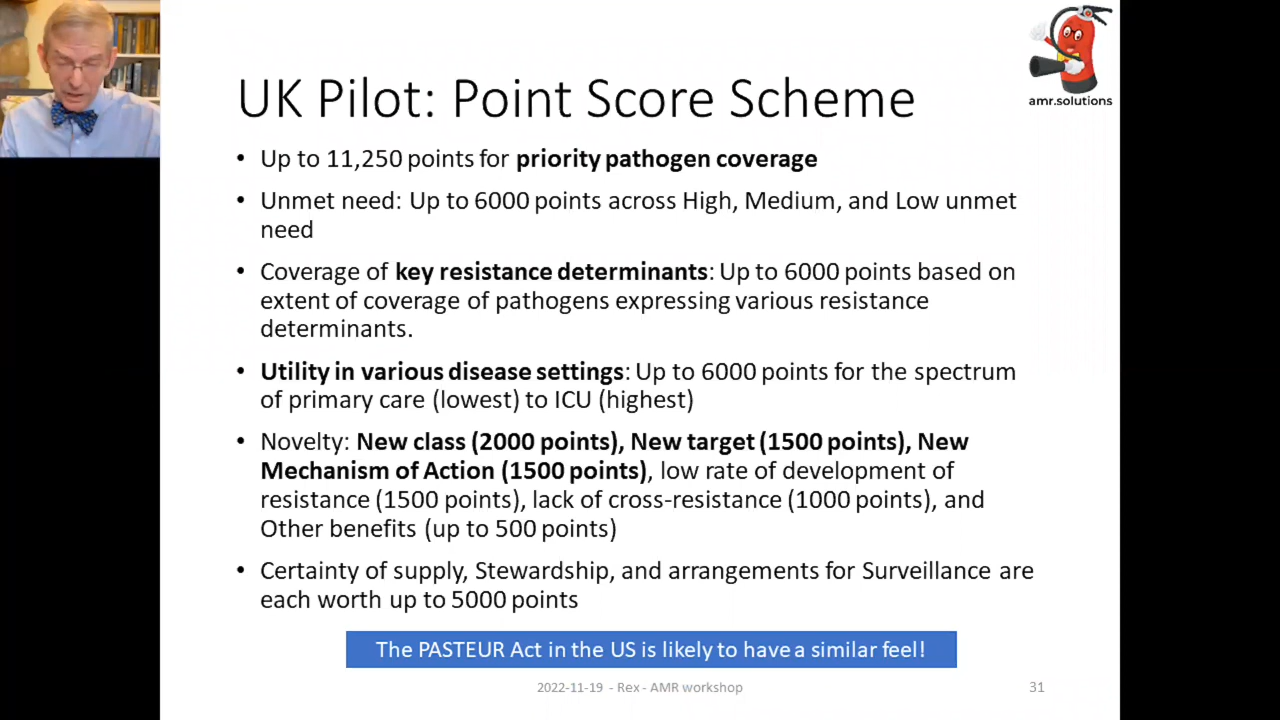 amr.solutions
UK Pilot: Point Score Scheme
• Up to 11,250 points for priority pathogen coverage
• Unmet need: Up to 6000 points across High, Medium, and Low unmet
need
• Coverage of key resistance determinants: Up to 6000 points based on
extent of coverage of pathogens expressing various resistance
determinants.
• Utility in various disease settings: Up to 6000 points for the spectrum
of primary care (lowest) to ICU (highest)
• Novelty: New class (2000 points), New target (1500 points), New
Mechanism of Action (1500 points), low rate of development of
resistance (1500 points), lack of cross-resistance (1000 points), and
Other benefits (up to 500 points)
• Certainty of supply, Stewardship, and arrangements for Surveillance are
each worth up to 5000 points
The PASTEUR Act in the US is likely to have a similar feel!
2022-11-19 - Rex - AMR workshop
31